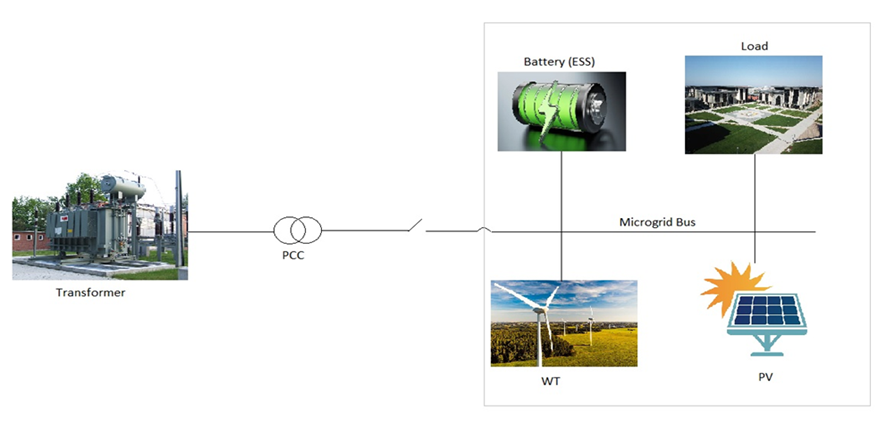 Battery (ESS)
Load
Microgrid Bus
PCC
Transformer
WT
PV